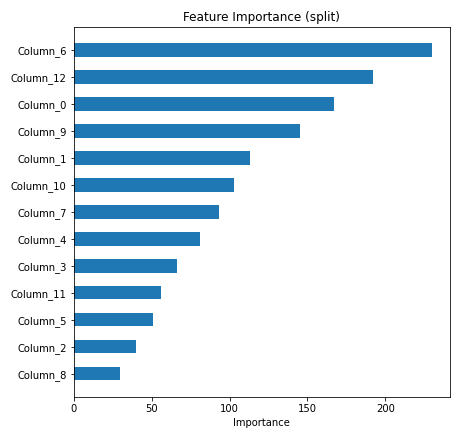 Feature Importance (split)
Column_6
Column_12
Column_0
Column_9
Column_1
Column_10
Column_7
Column_4
Column_3
Column_11
Column_5
Column_2
Column_8
0 50 100 150 200
Importance